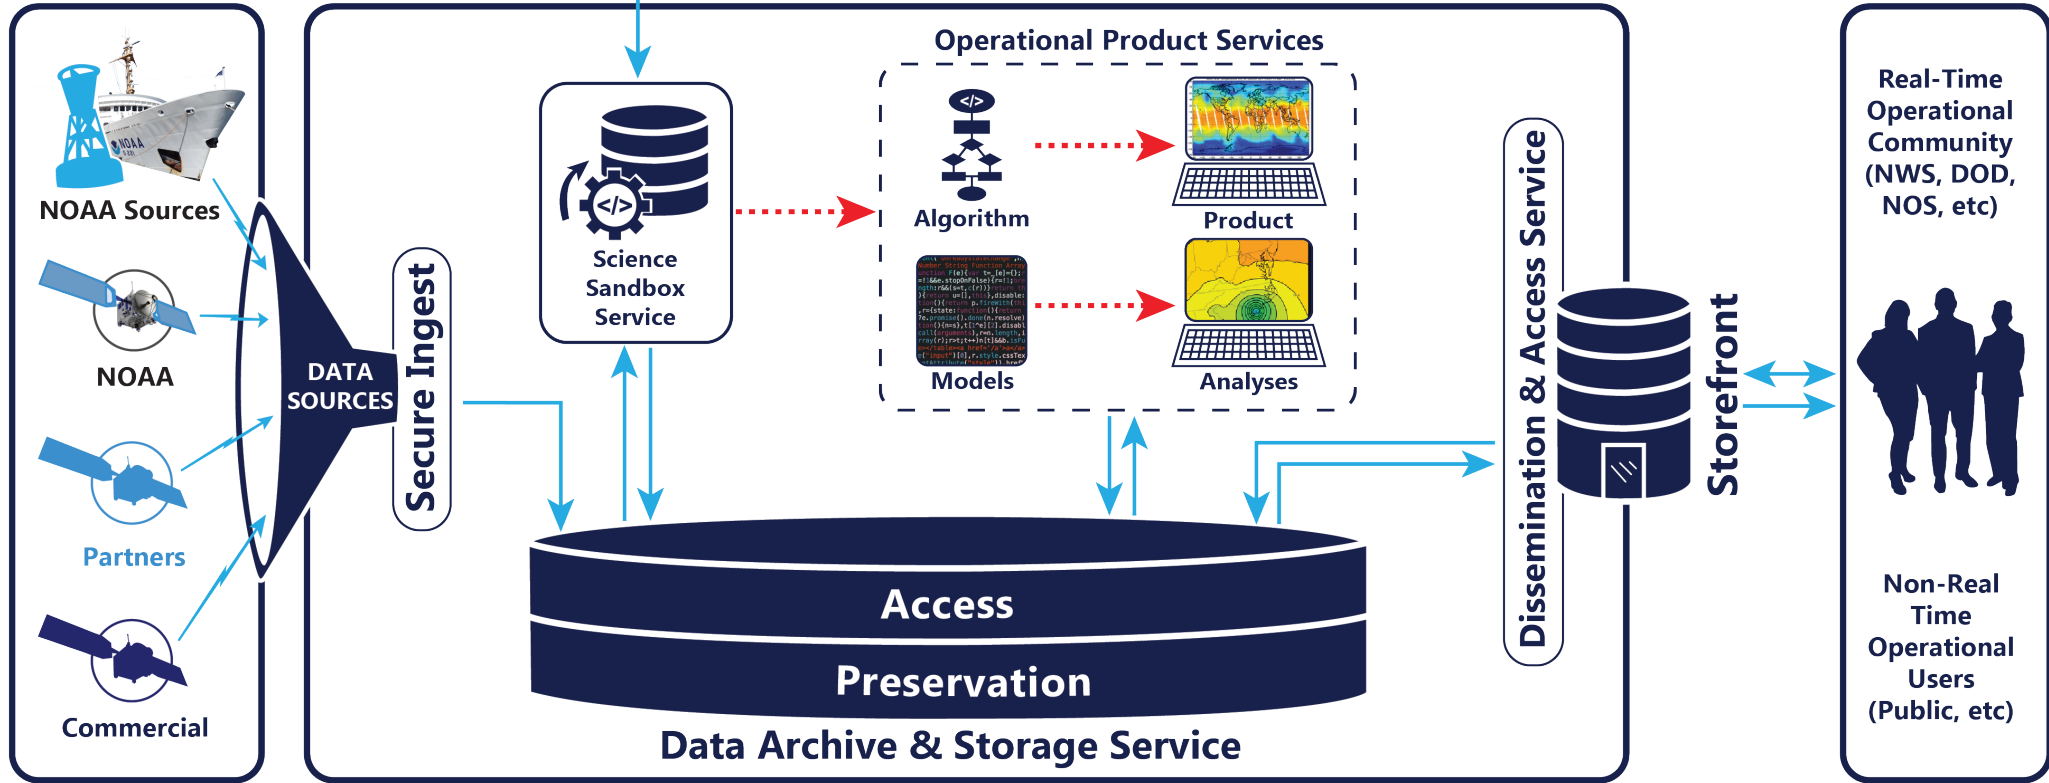 NOAA
NOAA Sources
NOAA
Partners
Commercial
DATA
SOURCES
Secure Ingest
</>
Science
Sandbox
Service
Operational Product Services
</>
Algorithm
Product
Models
Analyses
Access
Preservation
Data Archive & Storage Service
Dissemination & Access Service
Storefront
Real-Time
Operational
Community
(NWS, DOD,
NOS, etc)
Non-Real
Time
Operational
Users
(Public, etc)